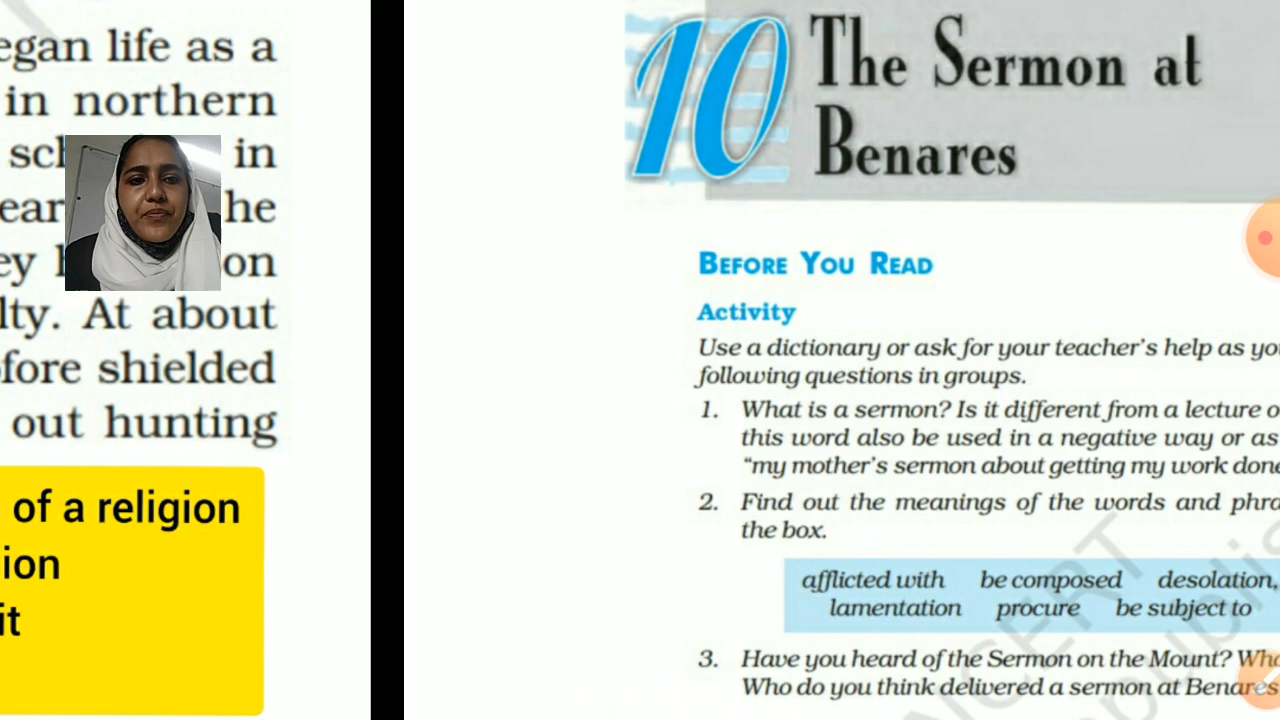 egan life as a
in northern
in
he
on
lty. At about
fore shielded
out hunting
of a religion
ion
it
10 The Sermon at
Benares
BEFORE YOU READ
Activity
Use a dictionary or ask for your teacher's help as you
following questions in groups.
1. What is a sermon? Is it different from a lecture o
this word also be used in a negative way or as
“my mother's sermon about getting my work done
2. Find out the meanings of the words and phra
the box.
afflicted with be composed desolation,
lamentation procure be subject to
3. Have you heard of the Sermon on the Mount? Who
Who do you think delivered a sermon at Benares
NCERT